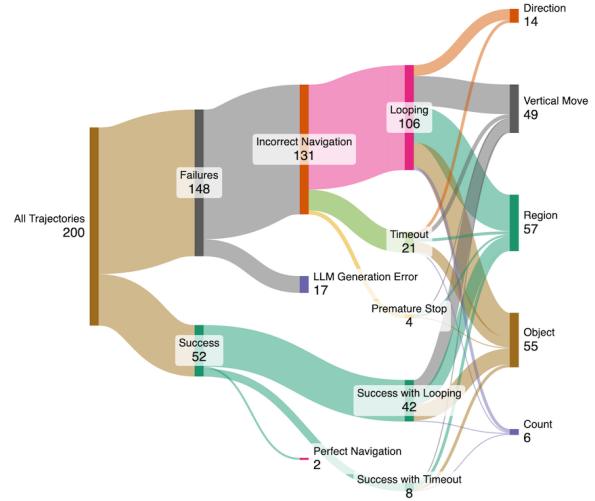 Direction
14
Looping
106
Vertical Move
49
Incorrect Navigation
131
Failures
148
All Trajectories
200
Region
57
Timeout
21
LLM Generation Error
17
Premature Stop
4
Object
55
Success
52
Success with Looping
42
Count
6
Perfect Navigation
2
Success with Timeout
8